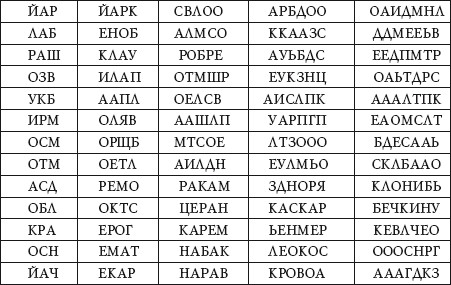 ЙАР ЙАРК СВЛОО АРБДОО ОАИДМНЛ
ЛАБ ЕНОБ АЛМСО ККААЗС ДДМЕЕЬВ
РАШ КЛАУ РОБРЕ АУЬБДС ЕЕДПМТР
ОЗВ ИЛАП ОТМШР ЕУКЗНЦ ОАЬТДРС
УКБ ААПЛ ОЕЛСВ АИСЛПК АААЛТПК
ИРМ ОЛЯВ ААШЛП УАРПГП ЕАОМСЛТ
ОСМ ОРЩБ МТСОЕ ЛТЗООО БДЕСААЬ
ОТМ ОЕТЛ АИЛДН ЕУЛМЬО СКЛБААО
АСД РЕМО РАКАМ ЗДНОРЯ КЛОНИБЬ
ОБЛ ОКТС ЦЕРАН КАСКАР БЕЧКИНУ
КРА ЕРОГ КАРЕМ ЬЕНМЕР КЕВЛЧЕО
ОСН ЕМАТ НАБАК ЛЕОКОС ОООСНРГ
ЙАЧ ЕКАР НАРАВ КРОВОА АААГДКЗ